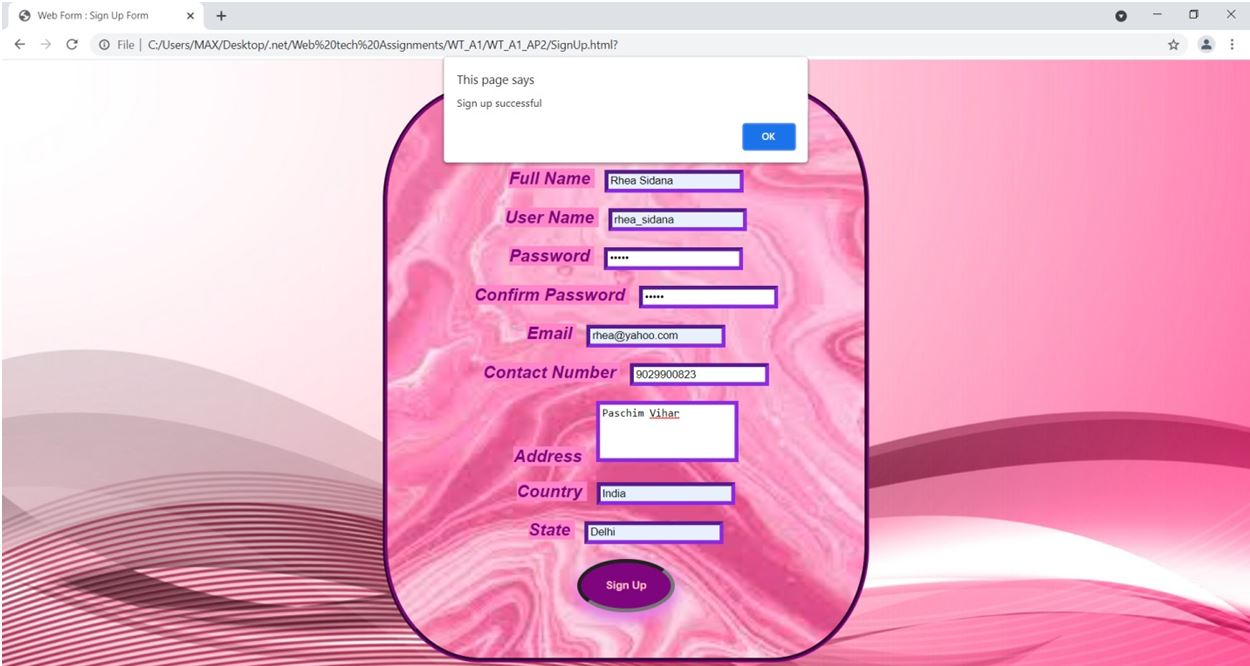 Web Form : Sign Up Form
File | C:/Users/MAX/Desktop/.net/Web%20tech%20Assignments/WT_A1/WT_A1_AP2/SignUp.html?
This page says
Sign up successful
OK
Full Name Rhea Sidana
User Name rhea_sidana
Password •••••
Confirm Password •••••
Email rhea@yahoo.com
Contact Number 9029900823
Address Paschim Vihar
Country India
State Delhi
Sign Up